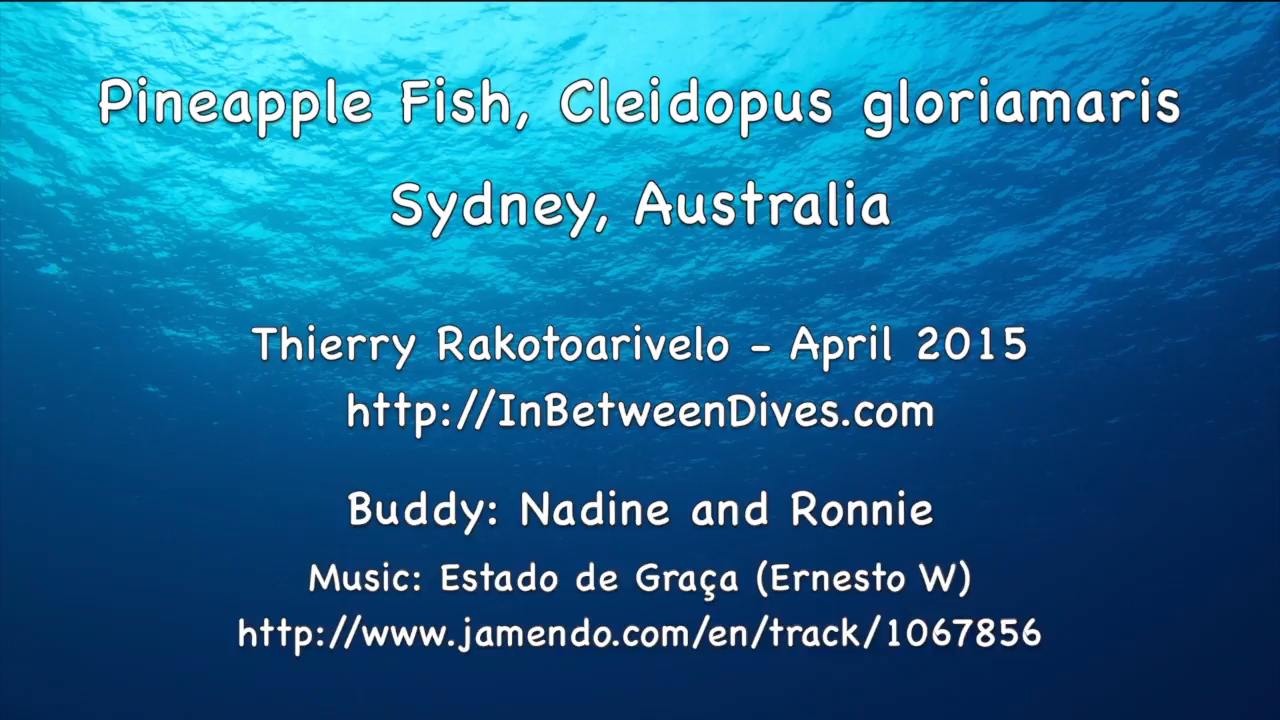 Pineapple Fish, Cleidopus gloriamaris
Sydney, Australia
Thierry Rakotoarivelo - April 2015
http://InBetweenDives.com
Buddy: Nadine and Ronnie
Music: Estado de Graça (Ernesto W)
http://www.jamendo.com/en/track/1067856